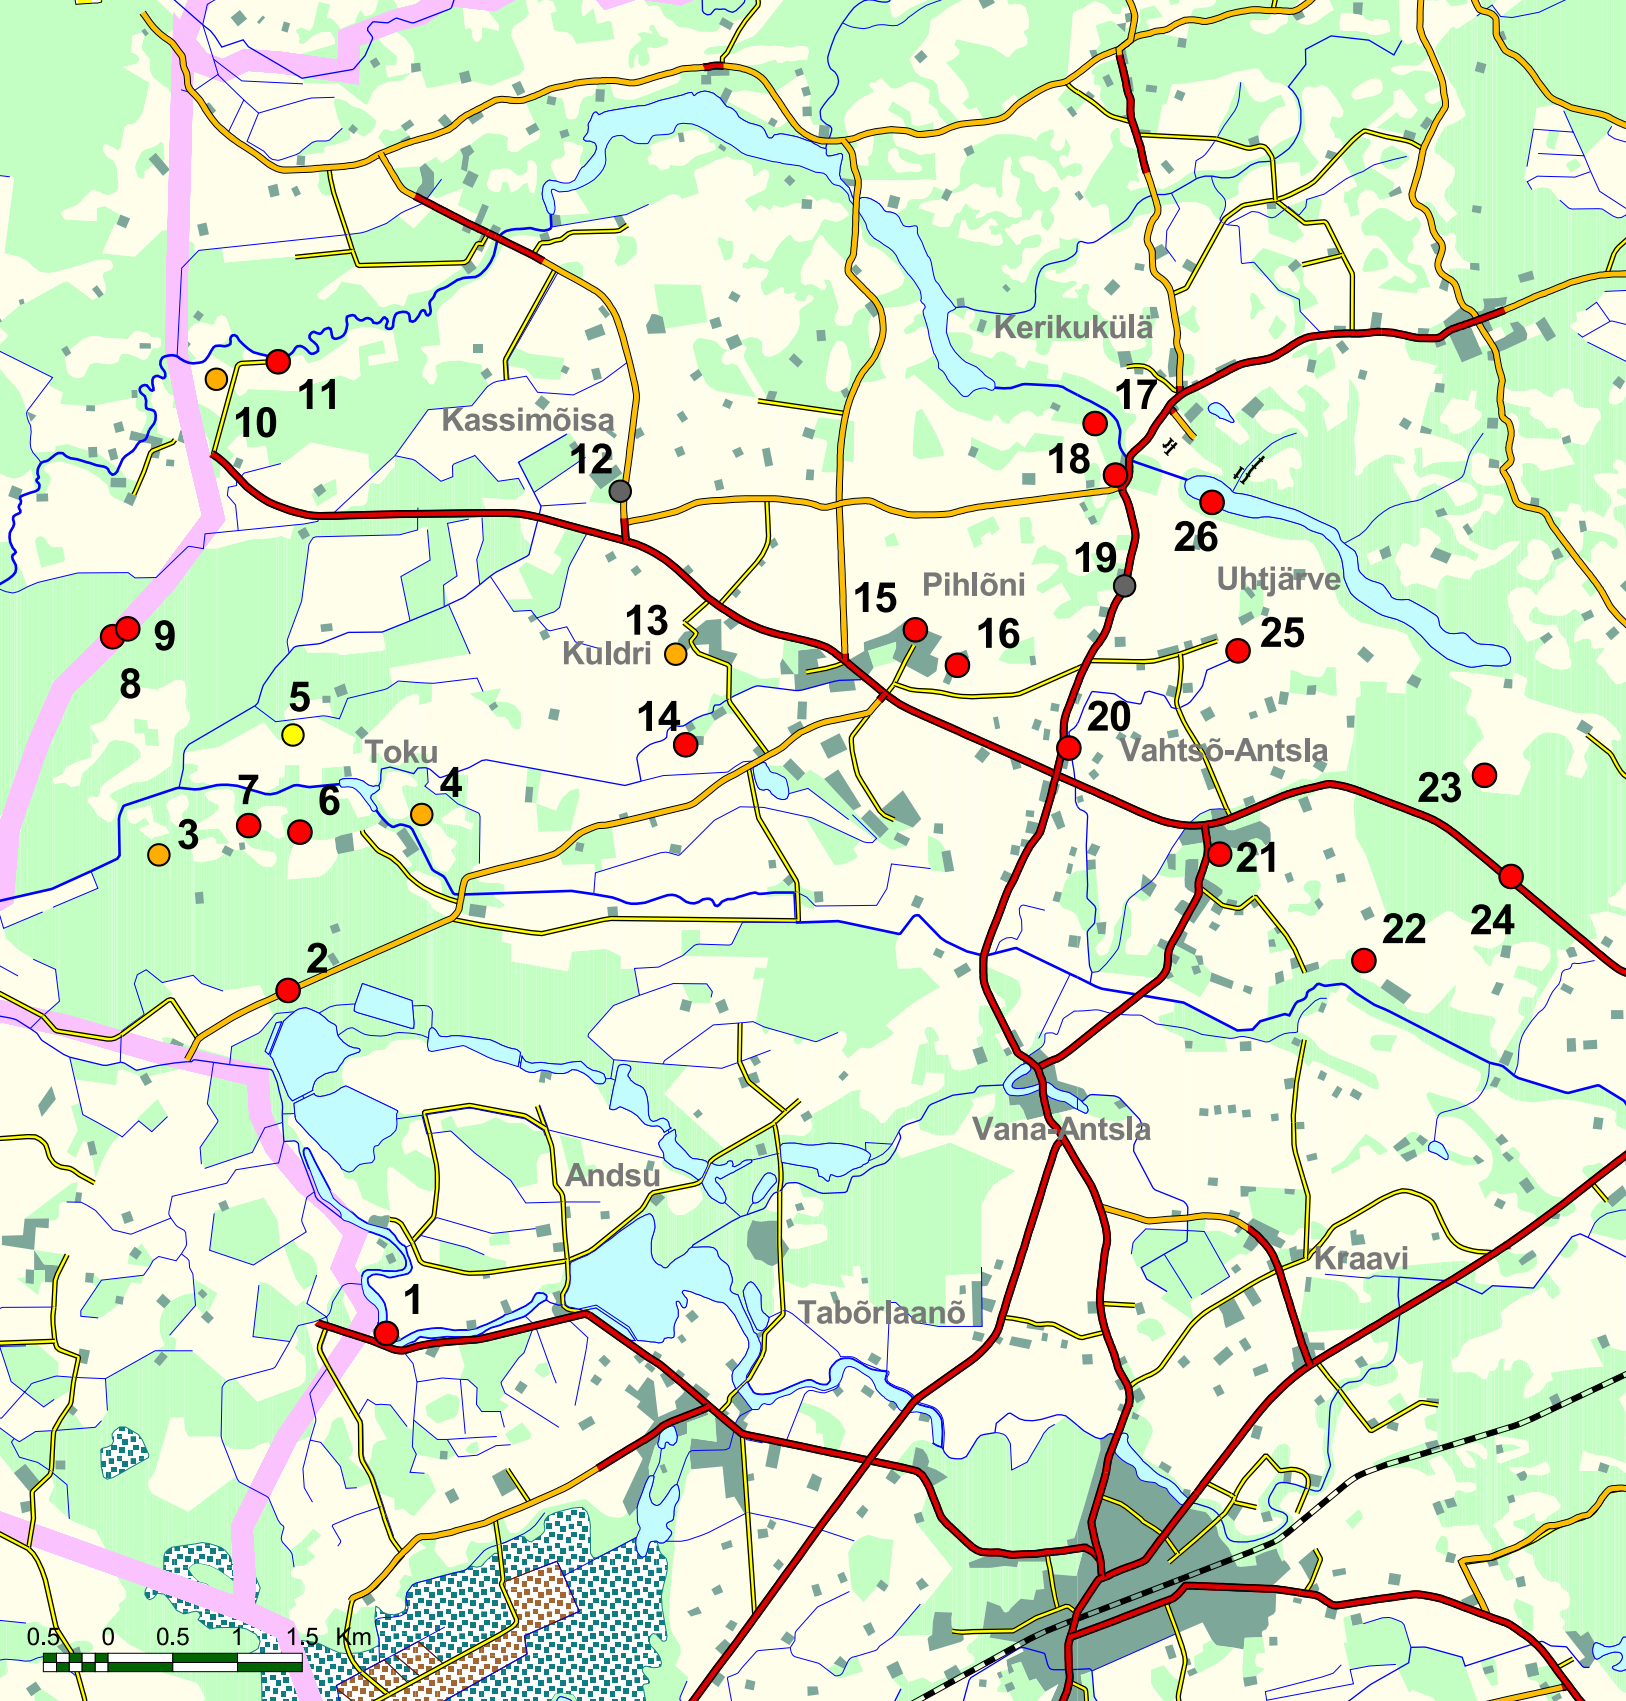 Kerikukülä
17
11
10
Kassimõisa
12
18
26
19
Uhtjärve
Pihlõni
15
13
16
25
9
Kuldri
8
5
14
20
Toku
Vahtsõ-Antsla
4
7
6
23
3
21
22
24
2
Vana-Antsla
Andsu
Kraavi
1
Tabõrlaanõ
0.5 0 0.5 1 1.5 Km